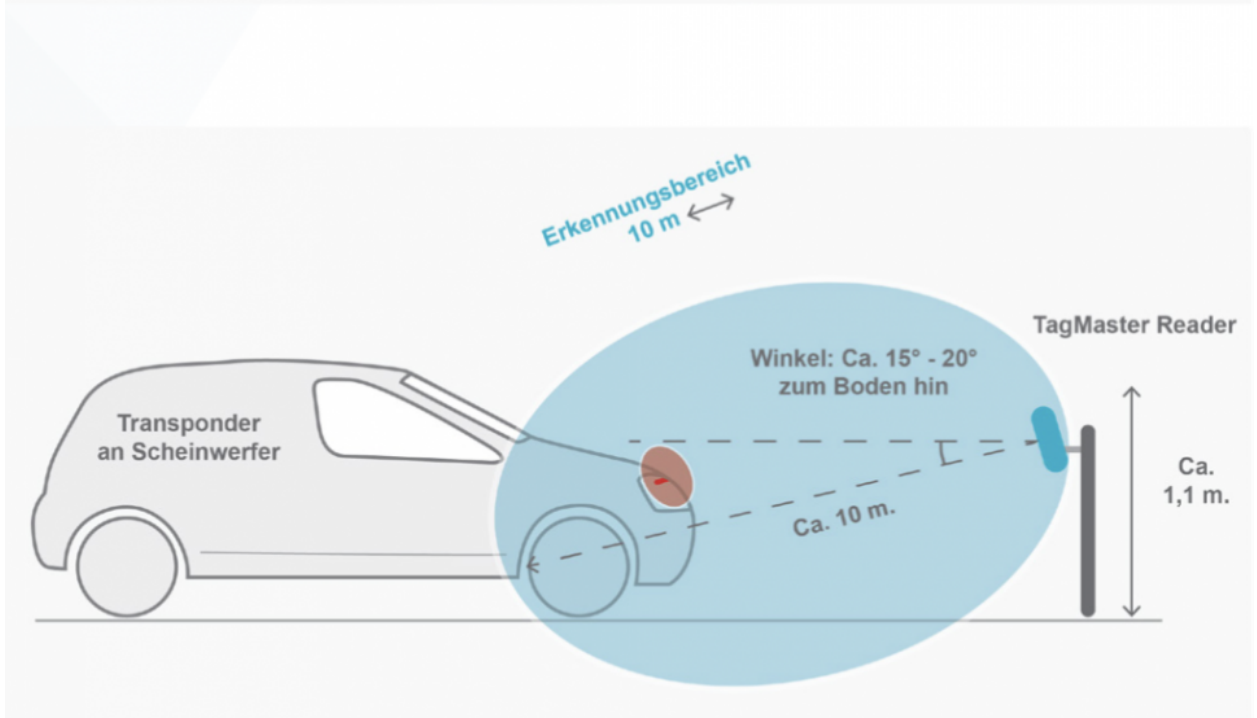 Erkennungsbereich
10 m
TagMaster Reader
Winkel: Ca. 15° - 20°
zum Boden hin
Transponder
an Scheinwerfer
Ca.
1,1 m.
Ca. 10 m.